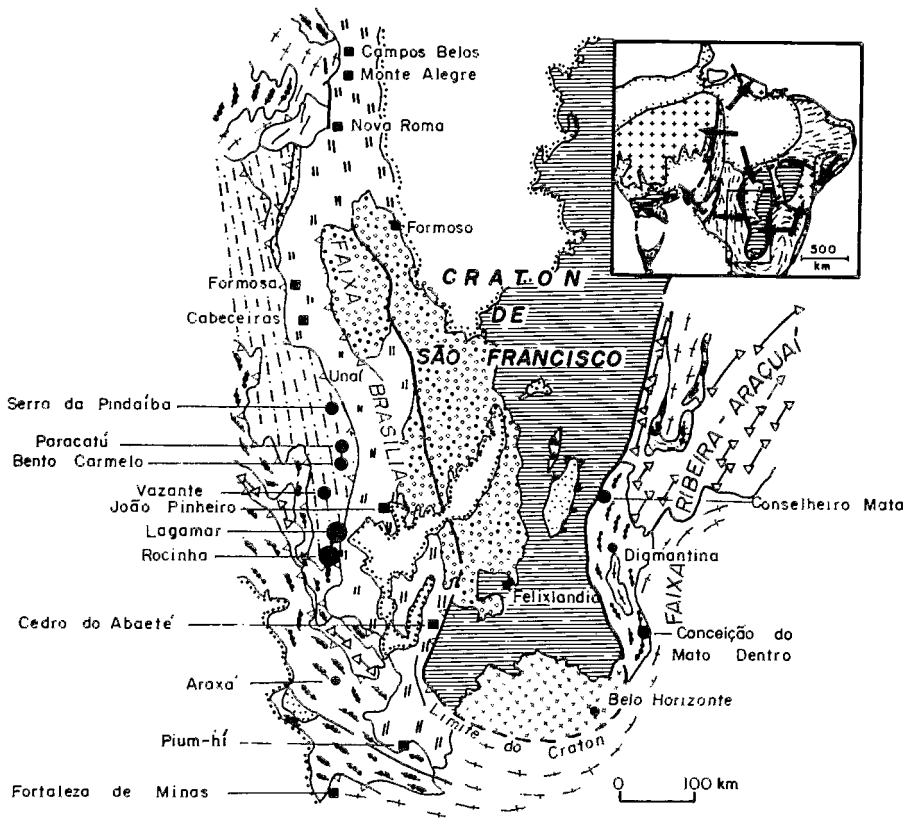 Campos Belos
Monte Alegre
Nova Roma
500
km
Formoso
FAIXA BRASÍLIA
CRATON
DE
SÃO FRANCISCO
Formosa
Cabeceiras
Unaí
Serra da Pindaíba
Paracatú
Bento Carmelo
Vazante
João Pinheiro
Lagamar
Rocinha
FAIXA RIBEIRA-ARAÇUAÍ
Conselheiro Mata
Diamantina
Felixlandia
Cedro do Abaeté
Conceição do
Mato Dentro
Araxá
Belo Horizonte
Limite do Craton
Pium-hí
Fortaleza de Minas
0 100 km